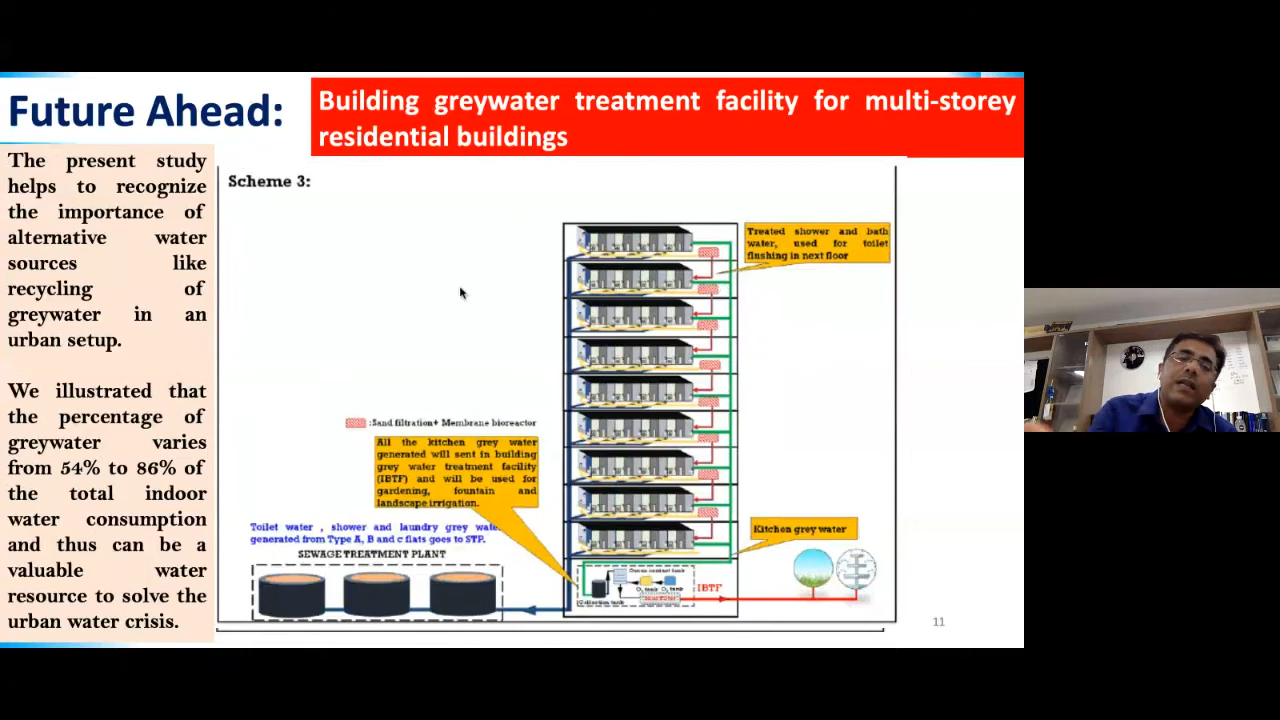 Future Ahead:
Building greywater treatment facility for multi-storey
residential buildings
The present study
helps to recognize
the importance of
alternative water
sources like
recycling of
greywater in an
urban setup.
We illustrated that
the percentage of
greywater varies
from 54% to 86% of
the total indoor
water consumption
and thus can be a
valuable water
resource to solve the
urban water crisis.
Scheme 3:
Treated shower and bath
water, used for toilet
flushing in next floor
:Sand filtration+ Membrane bioreactor
All the kitchen grey water
generated will sent in building
grey water treatment facility
(IBTF) and will be used for
gardening, fountain and
landscape irrigation.
Toilet water , shower and laundry grey wate
generated from Type A, B and c flats goes to STP.
SEWAGE TREATMENT PLANT
Kitchen grey water
IBTF
11